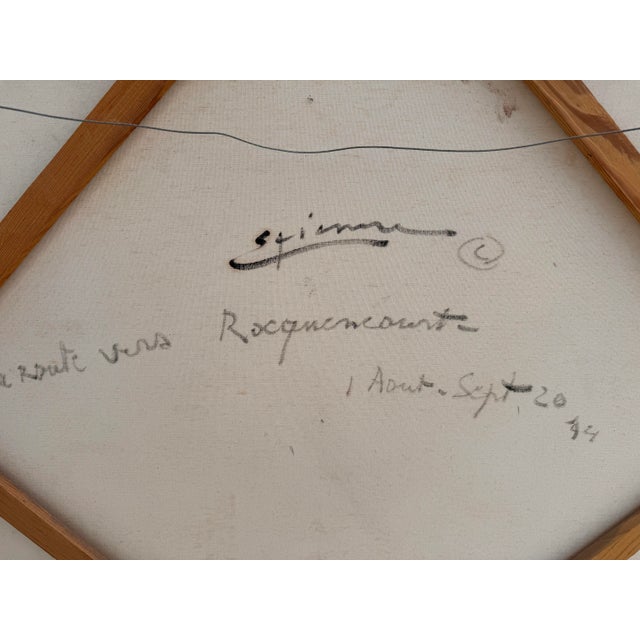 ©
a route vers Rocquencourt
1 Aout - Sept, 20
14